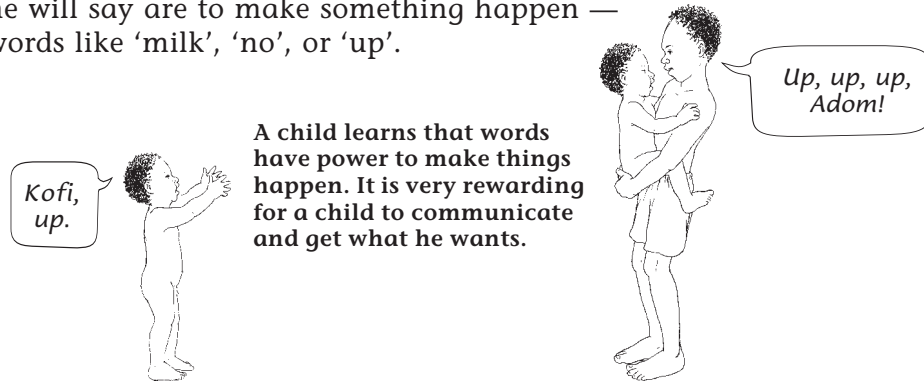 ne will say are to make something happen —
words like ‘milk’, ‘no’, or ‘up’.
Up, up, up,
Adom!
A child learns that words
have power to make things
happen. It is very rewarding
for a child to communicate
and get what he wants.
Kofi,
up.